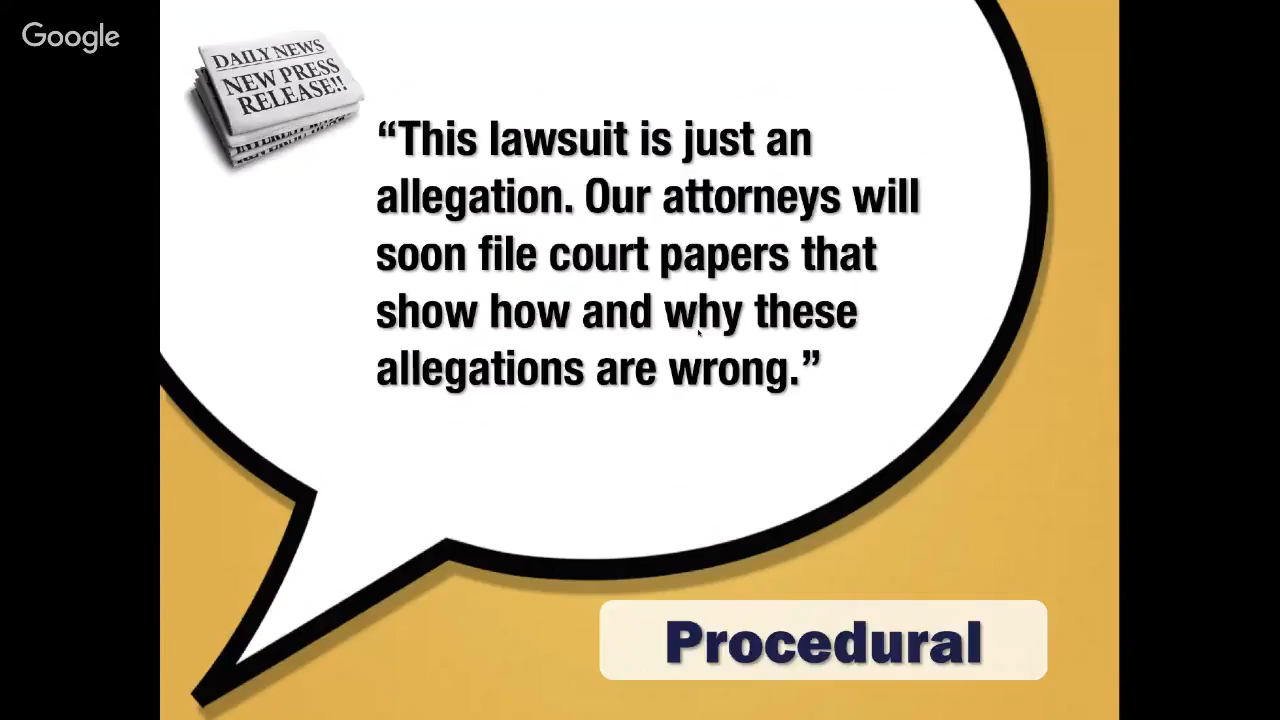 Google
DAILY NEWS
NEW PRESS
RELEASE!!
“This lawsuit is just an
allegation. Our attorneys will
soon file court papers that
show how and why these
allegations are wrong.”
Procedural